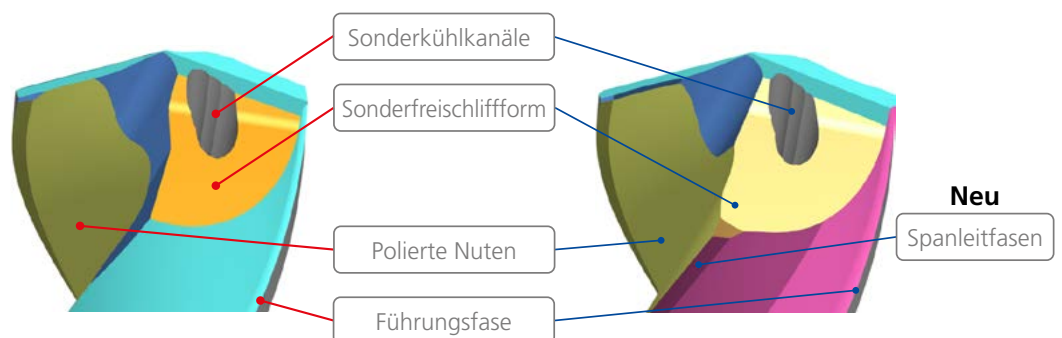 Sonderkühlkanäle
Sonderfreischliffform
Neu
Spanleitfasen
Polierte Nuten
Führungsfase